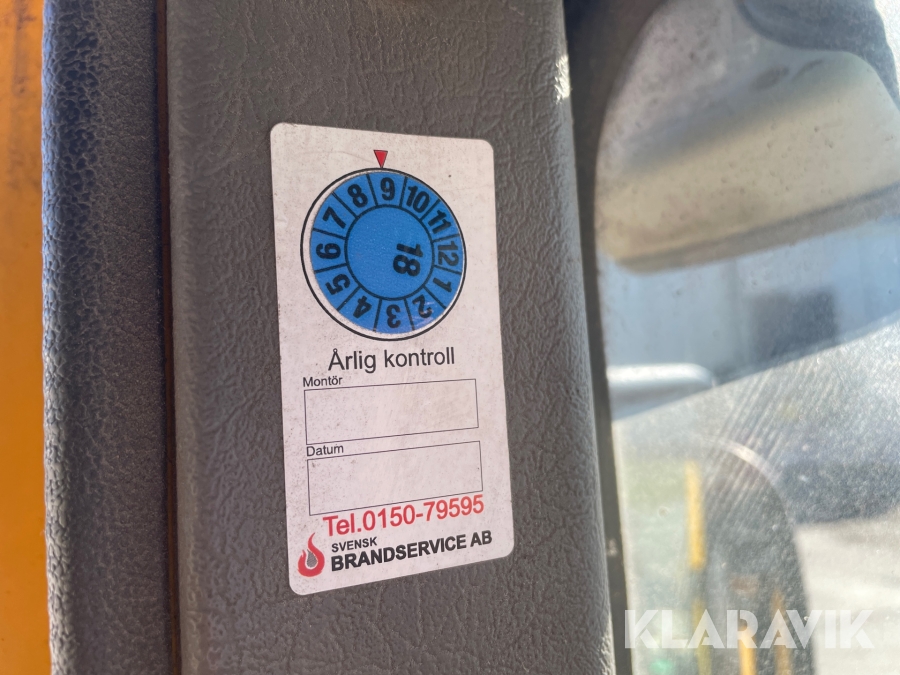 8 9 10 11 12 1 2 3 4 5 6 7
18
Årlig kontroll
Montör
Datum
Tel.0150-79595
SVENSK
BRANDSERVICE AB
KLARAVIK